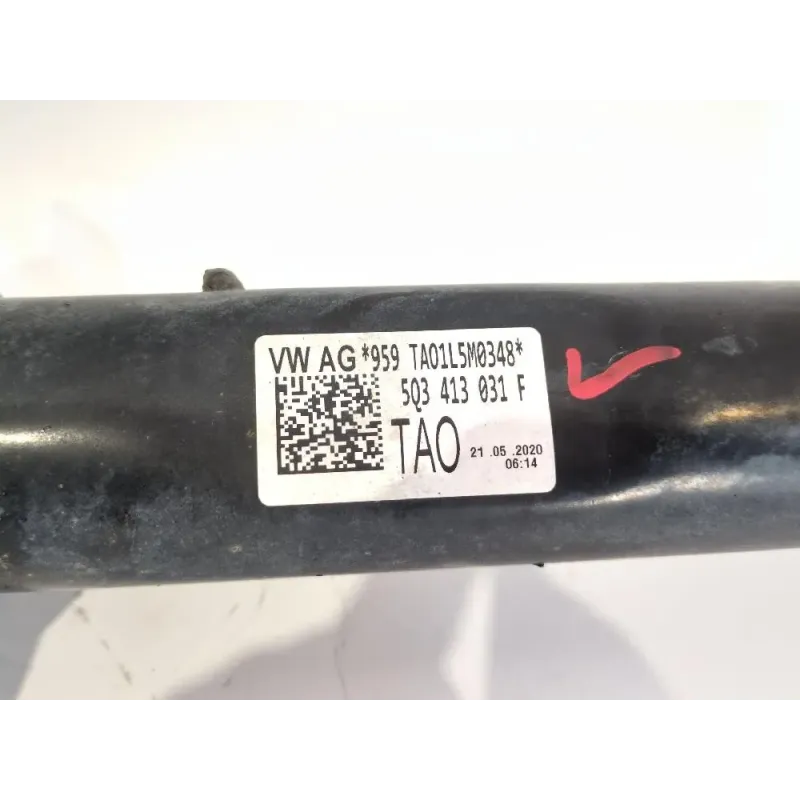 VW AG *959 TA01L5M0348*
5Q3 413 031 F
TAO 21 .05 .2020
06:14